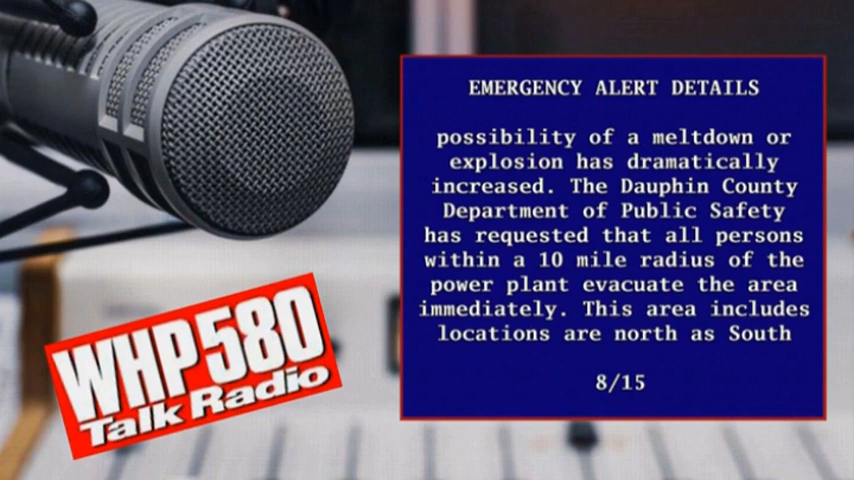 WHP580
Talk Radio
EMERGENCY ALERT DETAILS
possibility of a meltdown or
explosion has dramatically
increased. The Dauphin County
Department of Public Safety
has requested that all persons
within a 10 mile radius of the
power plant evacuate the area
immediately. This area includes
locations are north as South
8/15